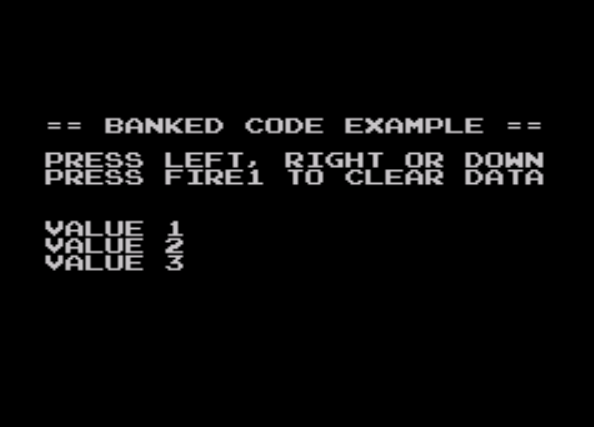 == BANKED CODE EXAMPLE ==
PRESS LEFT, RIGHT OR DOWN
PRESS FIRE1 TO CLEAR DATA
VALUE 1
VALUE 2
VALUE 3